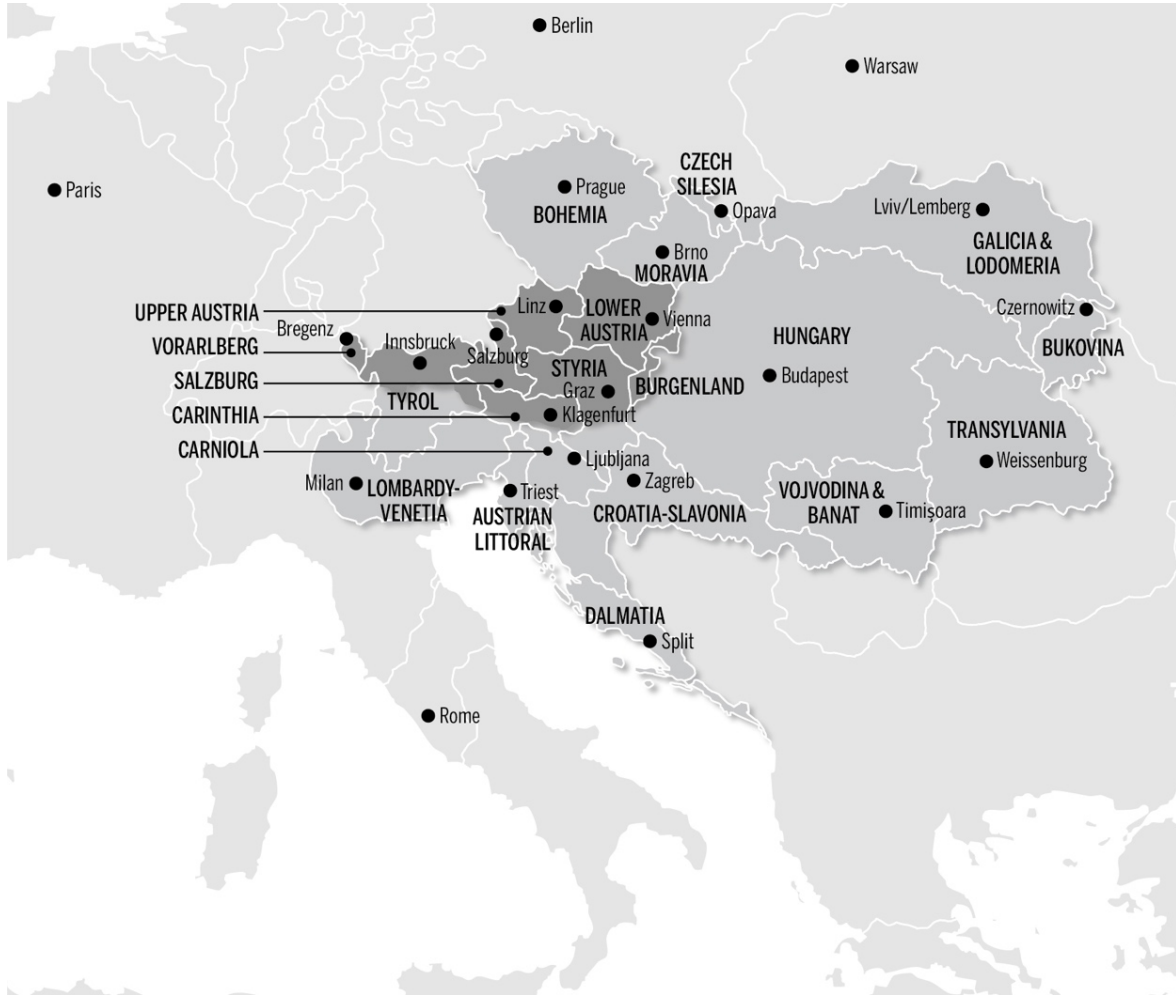 Berlin
Warsaw
Paris
Prague
BOHEMIA
CZECH
SILESIA
Opava
Lviv/Lemberg
GALICIA &
LODOMERIA
Brno
MORAVIA
UPPER AUSTRIA
Linz
LOWER
AUSTRIA
Vienna
Czernowitz
BUKOVINA
Bregenz
VORARLBERG
Innsbruck
Salzburg
HUNGARY
Budapest
SALZBURG
TYROL
STYRIA
Graz
BURGENLAND
CARINTHIA
Klagenfurt
CARNIOLA
Ljubljana
TRANSYLVANIA
Weissenburg
Milan
LOMBARDY-
VENETIA
Triest
AUSTRIAN
LITTORAL
Zagreb
CROATIA-SLAVONIA
VOJVODINA &
BANAT
Timişoara
DALMATIA
Split
Rome